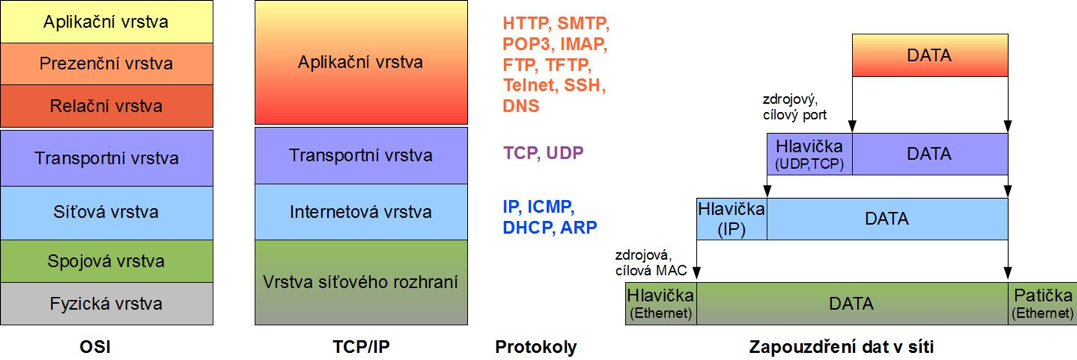 Aplikační vrstva
Prezenční vrstva
Relační vrstva
Transportní vrstva
Síťová vrstva
Spojová vrstva
Fyzická vrstva
OSI
Aplikační vrstva
Transportní vrstva
Internetová vrstva
Vrstva síťového rozhraní
TCP/IP
HTTP, SMTP,
POP3, IMAP,
FTP, TFTP,
Telnet, SSH,
DNS
TCP, UDP
IP, ICMP,
DHCP, ARP
Protokoly
DATA
zdrojový,
cílový port
Hlavička
(UDP,TCP)
DATA
Hlavička
(IP)
DATA
zdrojová,
cílová MAC
Hlavička
(Ethernet)
DATA
Patička
(Ethernet)
Zapouzdření dat v síti